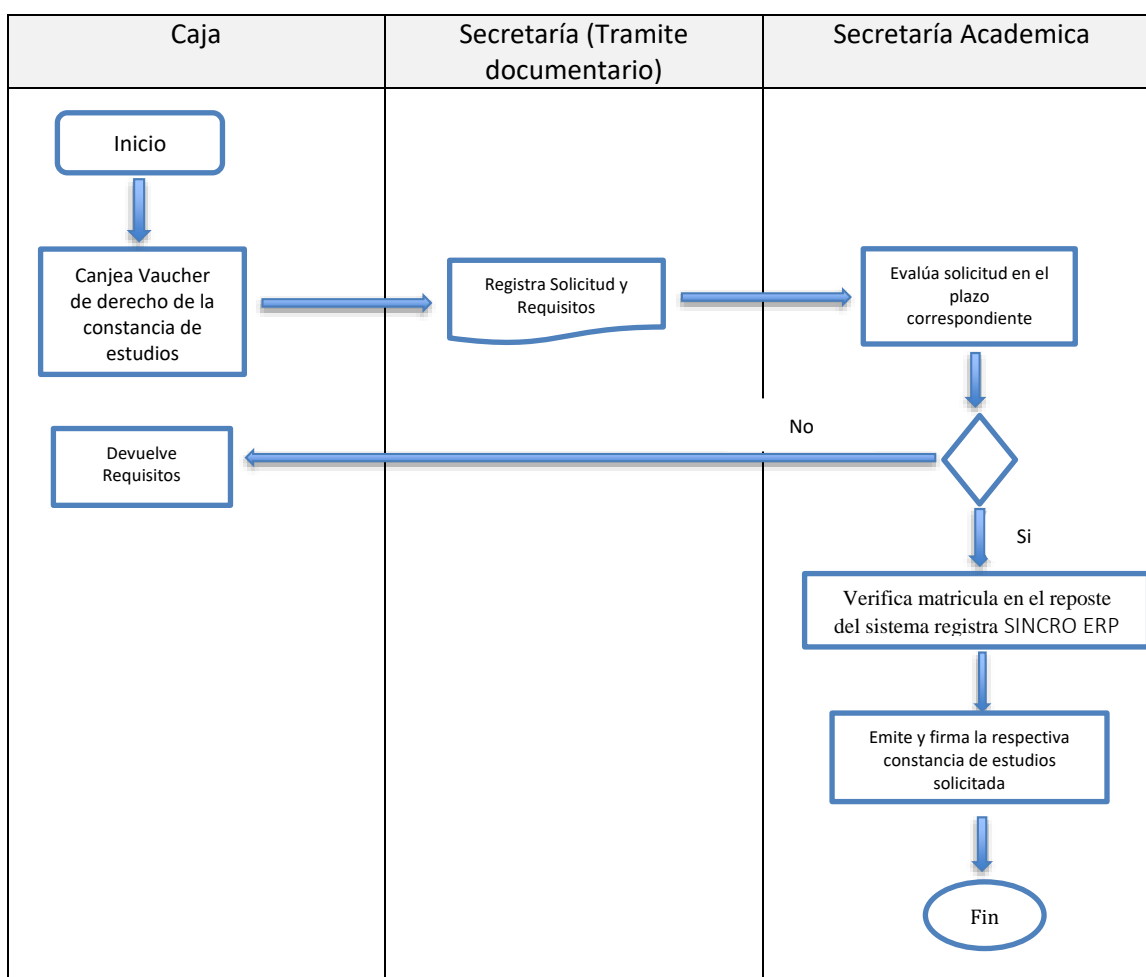 Caja
Secretaría (Tramite
documentario)
Secretaría Academica
Inicio
Canjea Vaucher
de derecho de la
constancia de
estudios
Registra Solicitud y
Requisitos
Evalúa solicitud en el
plazo
correspondiente
No
Devuelve
Requisitos
Si
Verifica matricula en el reposte
del sistema registra SINCRO ERP
Emite y firma la respectiva
constancia de estudios
solicitada
Fin